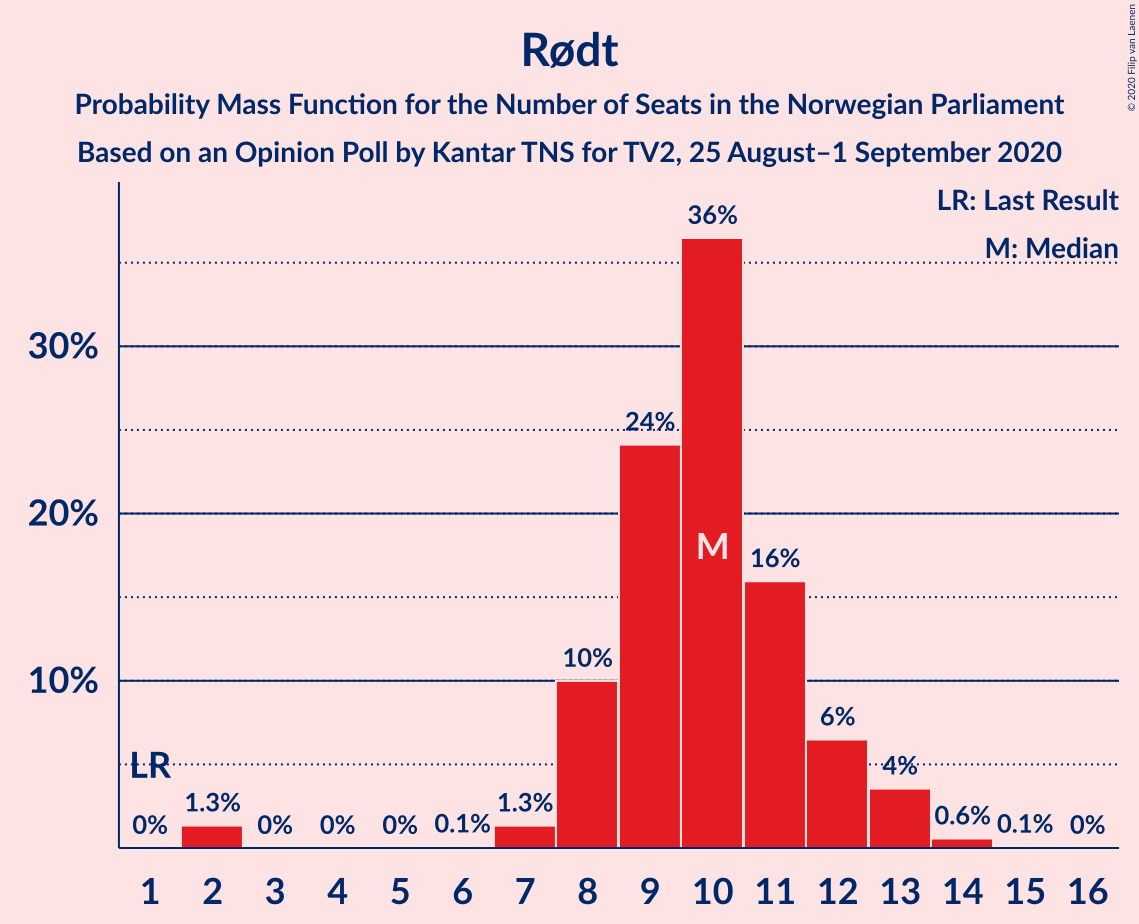 Rødt
Probability Mass Function for the Number of Seats in the Norwegian Parliament
Based on an Opinion Poll by Kantar TNS for TV2, 25 August–1 September 2020
© 2020 Filip van Laenen
LR: Last Result
M: Median
30%
20%
10%
LR
M
0%
1.3%
0%
0%
0%
0.1%
1.3%
10%
24%
36%
16%
6%
4%
0.6%
0.1%
0%
1 2 3 4 5 6 7 8 9 10 11 12 13 14 15 16